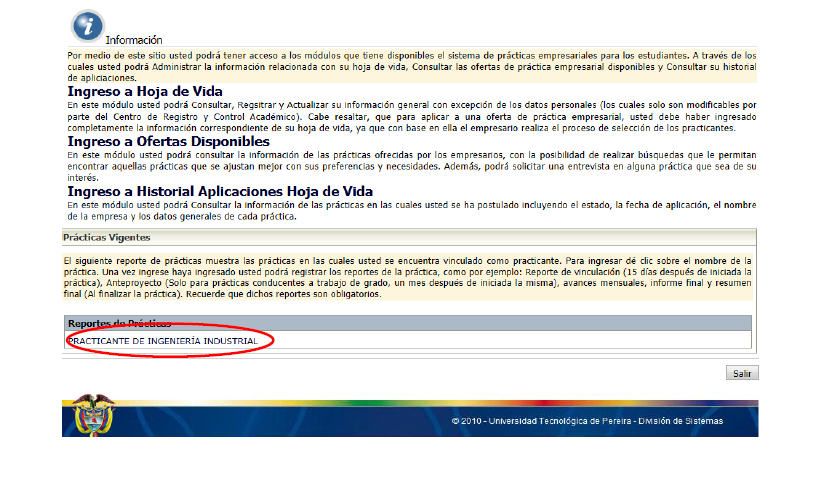 Información
Por medio de este sitio usted podrá tener acceso a los módulos que tiene disponibles el sistema de prácticas empresariales para los estudiantes. A través de los
cuales usted podrá Administrar la información relacionada con su hoja de vida, Consultar las ofertas de práctica empresarial disponibles y Consultar su historial
de aplicaciones.
Ingreso a Hoja de Vida
En este módulo usted podrá Consultar, Regsitrar y Actualizar su información general con excepción de los datos personales (los cuales solo son modificables por
parte del Centro de Registro y Control Académico). Cabe resaltar, que para aplicar a una oferta de práctica empresarial, usted debe haber ingresado
completamente la información correspondiente de su hoja de vida, ya que con base en ella el empresario realiza el proceso de selección de los practicantes.
Ingreso a Ofertas Disponibles
En este módulo usted podrá consultar la información de las prácticas ofrecidas por los empresarios, con la posibilidad de realizar búsquedas que le permitan
encontrar aquellas prácticas que se ajustan mejor con sus preferencias y necesidades. Además, podrá solicitar una entrevista en alguna práctica que sea de su
interés.
Ingreso a Historial Aplicaciones Hoja de Vida
En este módulo usted podrá Consultar la información de las prácticas en las cuales usted se ha postulado incluyendo el estado, la fecha de aplicación, el nombre
de la empresa y los datos generales de cada práctica.
Prácticas Vigentes
El siguiente reporte de prácticas muestra las prácticas en las cuales usted se encuentra vinculado como practicante. Para ingresar dé clic sobre el nombre de la
práctica. Una vez ingrese haya ingresado usted podrá registrar los reportes de la práctica, como por ejemplo: Reporte de vinculación (15 días después de iniciada la
práctica), Anteproyecto (Solo para prácticas conducentes a trabajo de grado, un mes después de iniciada la misma), avances mensuales, informe final y resumen
final (Al finalizar la práctica). Recuerde que dichos reportes son obligatorios.
Reportes de Prácticas
PRACTICANTE DE INGENIERÍA INDUSTRIAL
Salir
© 2010 - Universidad Tecnológica de Pereira - División de Sistemas